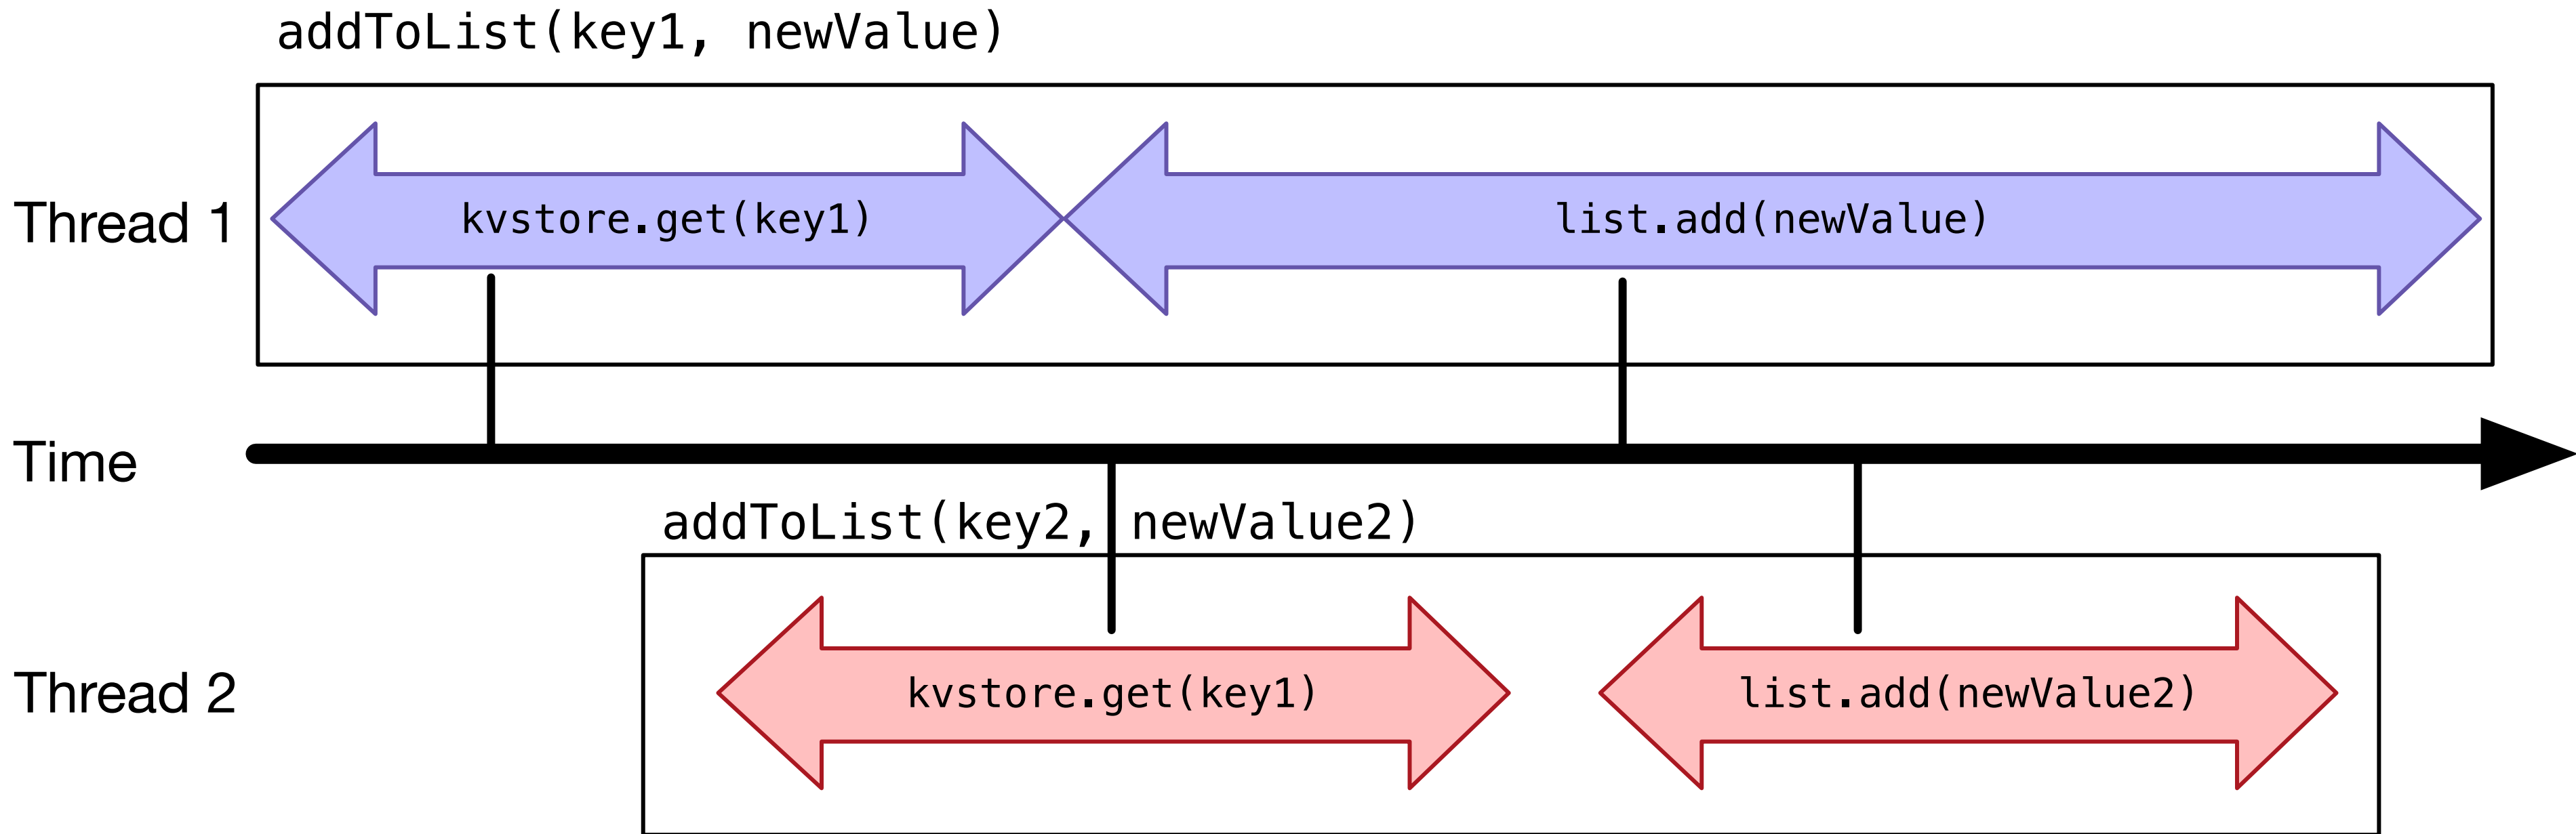 addToList(key1, newValue)
Thread 1
kvstore.get(key1)
list.add(newValue)
Time
addToList(key2, newValue2)
Thread 2
kvstore.get(key1)
list.add(newValue2)